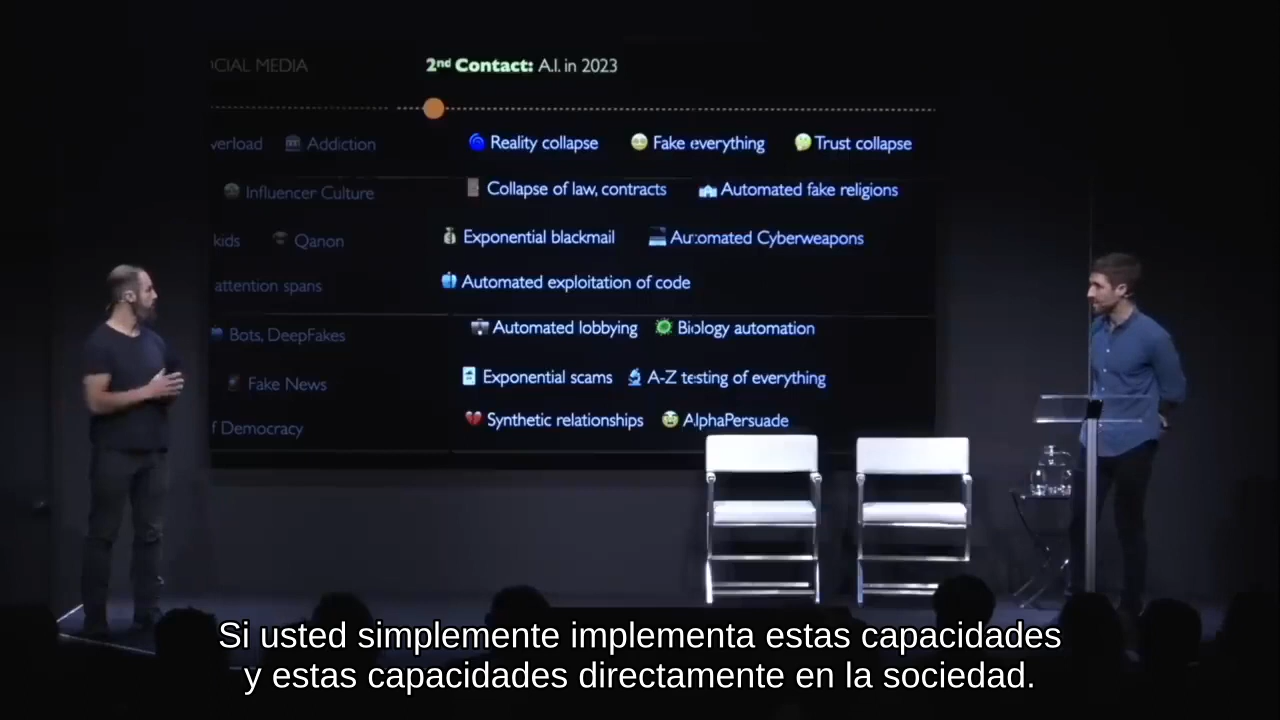 CIAL MEDIA
2nd Contact: A.I. in 2023
verload Addiction
Reality collapse Fake everything Trust collapse
Influencer Culture
Collapse of law, contracts Automated fake religions
kids Qanon
Exponential blackmail Automated Cyberweapons
attention spans
Automated exploitation of code
Bots, DeepFakes
Automated lobbying Biology automation
Fake News
Exponential scams A-Z testing of everything
f Democracy
Synthetic relationships AlphaPersuade
Si usted simplemente implementa estas capacidades
y estas capacidades directamente en la sociedad.